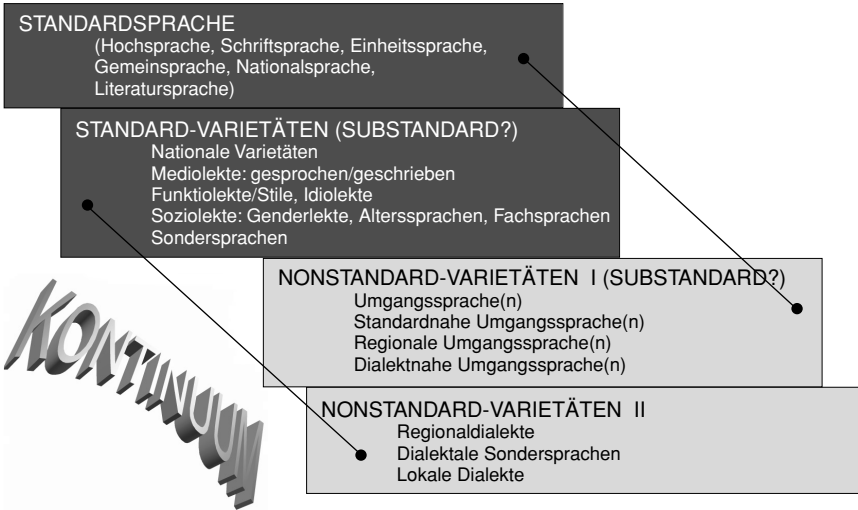 STANDARDSPRACHE
(Hochsprache, Schriftsprache, Einheitssprache,
Gemeinsprache, Nationalsprache,
Literatursprache)
STANDARD-VARIETÄTEN (SUBSTANDARD?)
Nationale Varietäten
Mediolekte: gesprochen/geschrieben
Funktiolekte/Stile, Idiolekte
Soziolekte: Genderlekte, Alterssprachen, Fachsprachen
Sondersprachen
NONSTANDARD-VARIETÄTEN I (SUBSTANDARD?)
Umgangssprache(n)
Standardnahe Umgangssprache(n)
Regionale Umgangssprache(n)
Dialektnahe Umgangssprache(n)
KONTINUUM
NONSTANDARD-VARIETÄTEN II
Regionaldialekte
Dialektale Sondersprachen
Lokale Dialekte